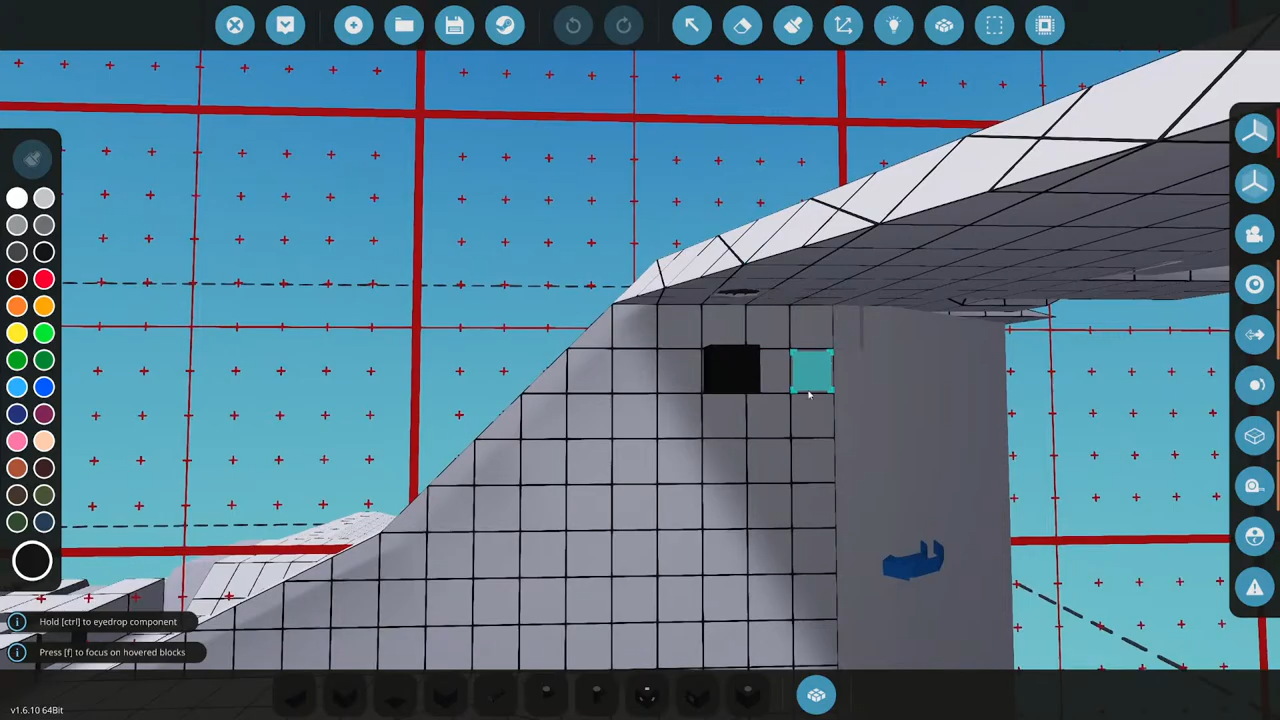 Hold [ctrl] to eyedrop component
Press [f] to focus on hovered blocks
v1.6.10 64Bit